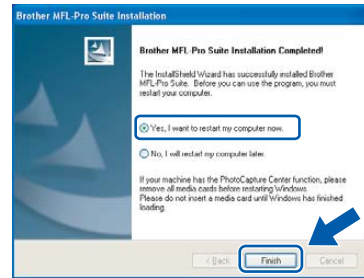 Brother MFL-Pro Suite Installation
Brother MFL-Pro Suite Installation Completed!
The InstallShield Wizard has successfully installed Brother
MFL-Pro Suite. Before you can use the program, you must
restart your computer.
Yes, I want to restart my computer now.
No, I will restart my computer later.
If your machine has the PhotoCapture Center function, please
remove all media cards before restarting Windows.
Please do not insert a media card until Windows has finished
loading.
< Back
Finish
Cancel